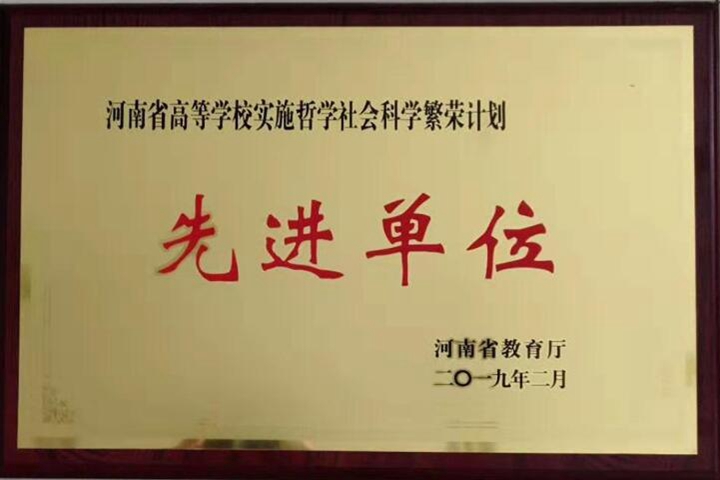 河南省高等学校实施哲学社会科学繁荣计划
先进单位
河南省教育厅
二〇一九年二月